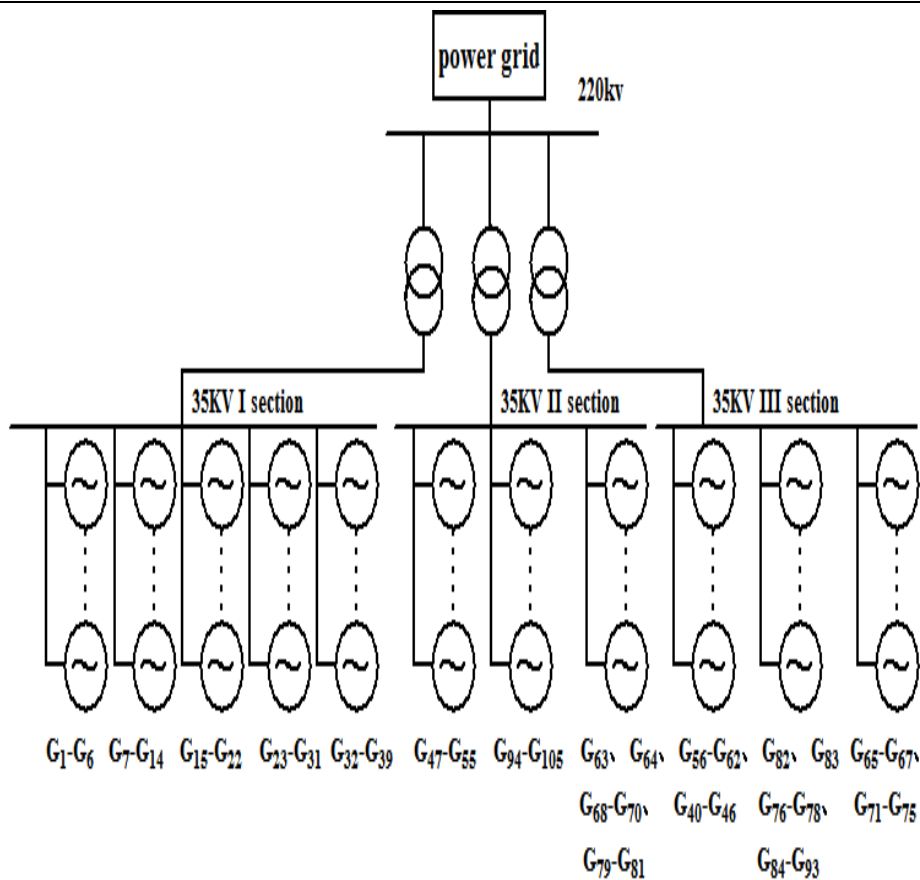 power grid
220kv
35KV I section 35KV II section 35KV III section
G₁-G₆ G₇-G₁₄ G₁₅-G₂₂ G₂₃-G₃₁ G₃₂-G₃₉ G₄₇-G₅₅ G₉₄-G₁₀₅ G₆₃、 G₆₄、 G₅₆-G₆₂、 G₈₂、 G₈₃ G₆₅-G₆₇、
G₆₈-G₇₀、 G₄₀-G₄₆ G₇₆-G₇₈、 G₇₁-G₇₅
G₇₉-G₈₁ G₈₄-G₉₃